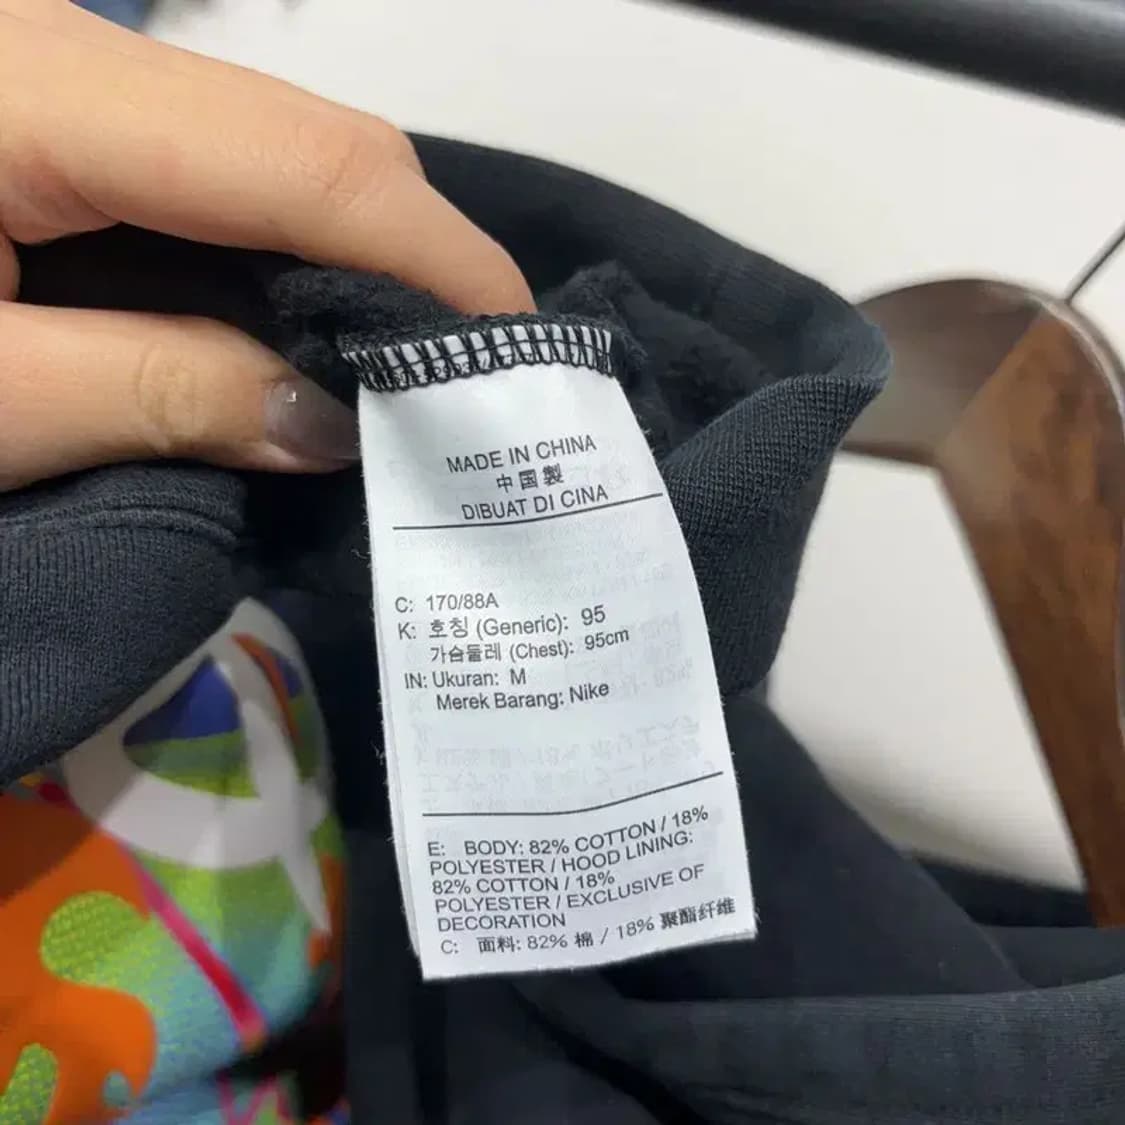 MADE IN CHINA
中国製
DIBUAT DI CINA
C: 170/88A
K: 호칭 (Generic): 95
가슴둘레 (Chest): 95cm
IN: Ukuran: M
Merek Barang: Nike
E: BODY: 82% COTTON / 18%
POLYESTER / HOOD LINING:
82% COTTON / 18%
POLYESTER / EXCLUSIVE OF
DECORATION
C: 面料: 82% 棉 / 18% 聚酯纤维